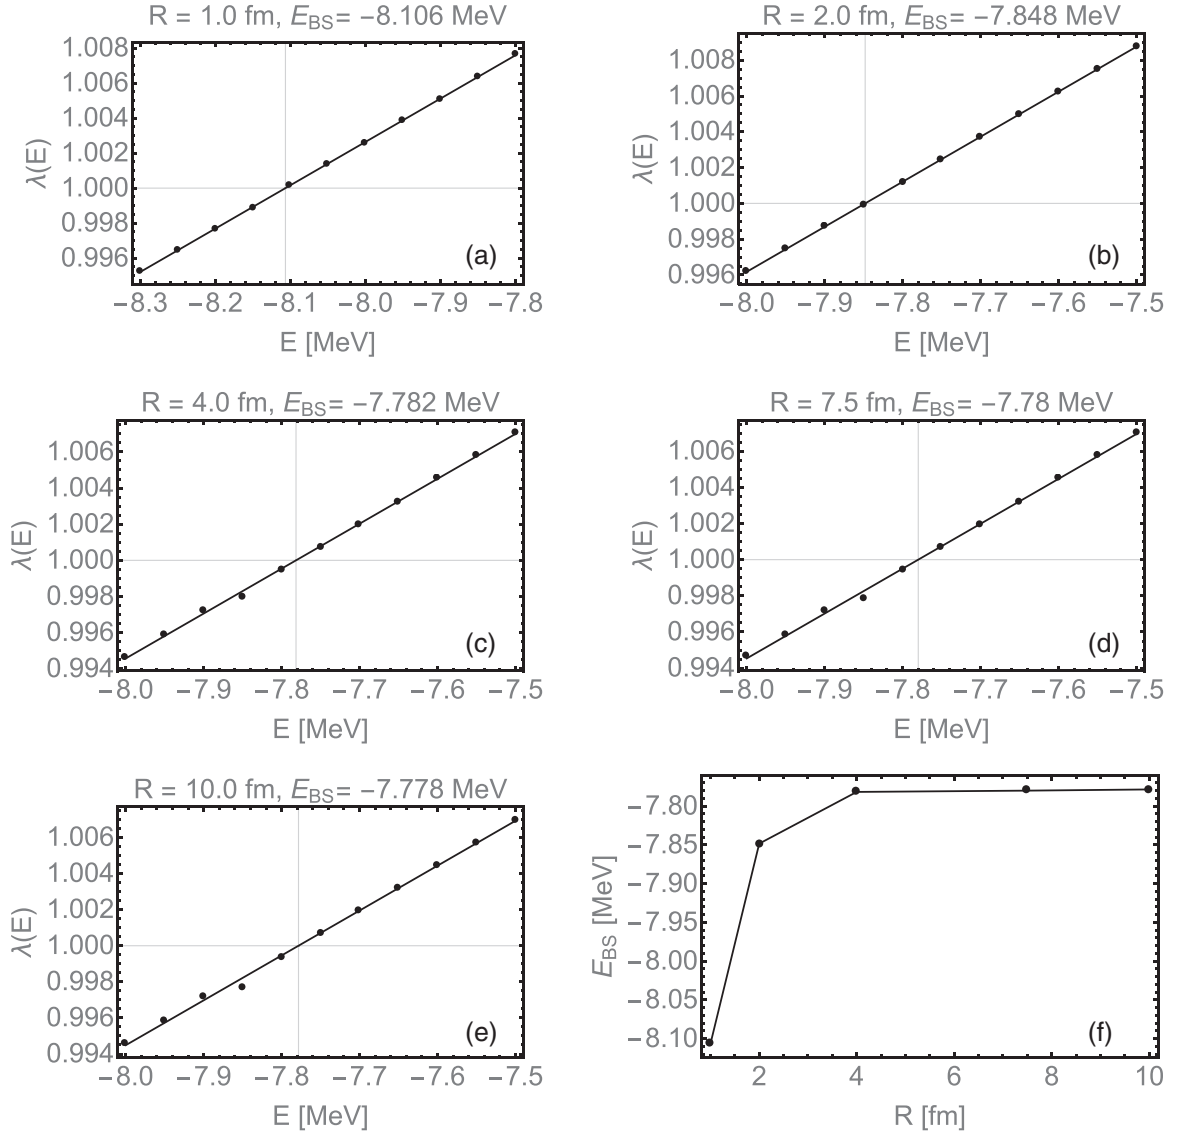 R = 1.0 fm, E_BS = −8.106 MeV
λ(E)
1.008
1.006
1.004
1.002
1.000
0.998
0.996
(a)
−8.3 −8.2 −8.1 −8.0 −7.9 −7.8
E [MeV]
R = 2.0 fm, E_BS = −7.848 MeV
λ(E)
1.008
1.006
1.004
1.002
1.000
0.998
0.996
(b)
−8.0 −7.9 −7.8 −7.7 −7.6 −7.5
E [MeV]
R = 4.0 fm, E_BS = −7.782 MeV
λ(E)
1.006
1.004
1.002
1.000
0.998
0.996
0.994
(c)
−8.0 −7.9 −7.8 −7.7 −7.6 −7.5
E [MeV]
R = 7.5 fm, E_BS = −7.78 MeV
λ(E)
1.006
1.004
1.002
1.000
0.998
0.996
0.994
(d)
−8.0 −7.9 −7.8 −7.7 −7.6 −7.5
E [MeV]
R = 10.0 fm, E_BS = −7.778 MeV
λ(E)
1.006
1.004
1.002
1.000
0.998
0.996
0.994
(e)
−8.0 −7.9 −7.8 −7.7 −7.6 −7.5
E [MeV]
E_BS [MeV]
−7.80
−7.85
−7.90
−7.95
−8.00
−8.05
−8.10
(f)
2 4 6 8 10
R [fm]